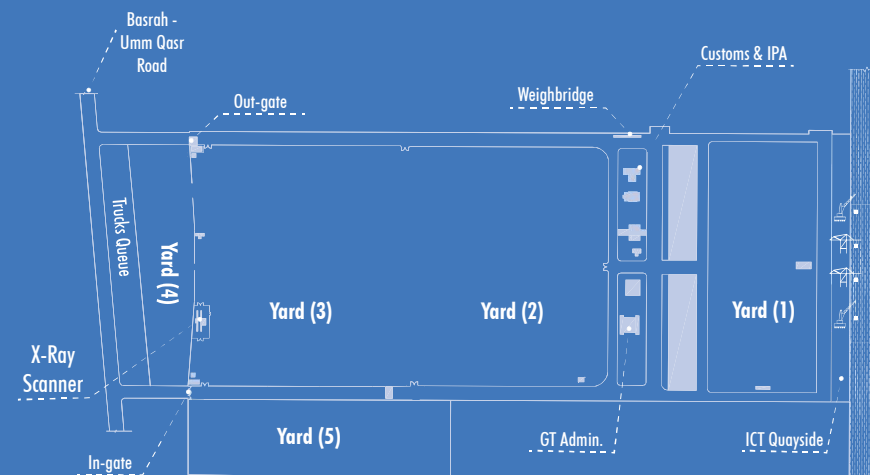 Basrah -
Umm Qasr
Road
Out-gate
Weighbridge
Customs & IPA
Trucks Queue
Yard (4)
Yard (3)
Yard (2)
Yard (1)
X-Ray
Scanner
Yard (5)
In-gate
GT Admin.
ICT Quayside